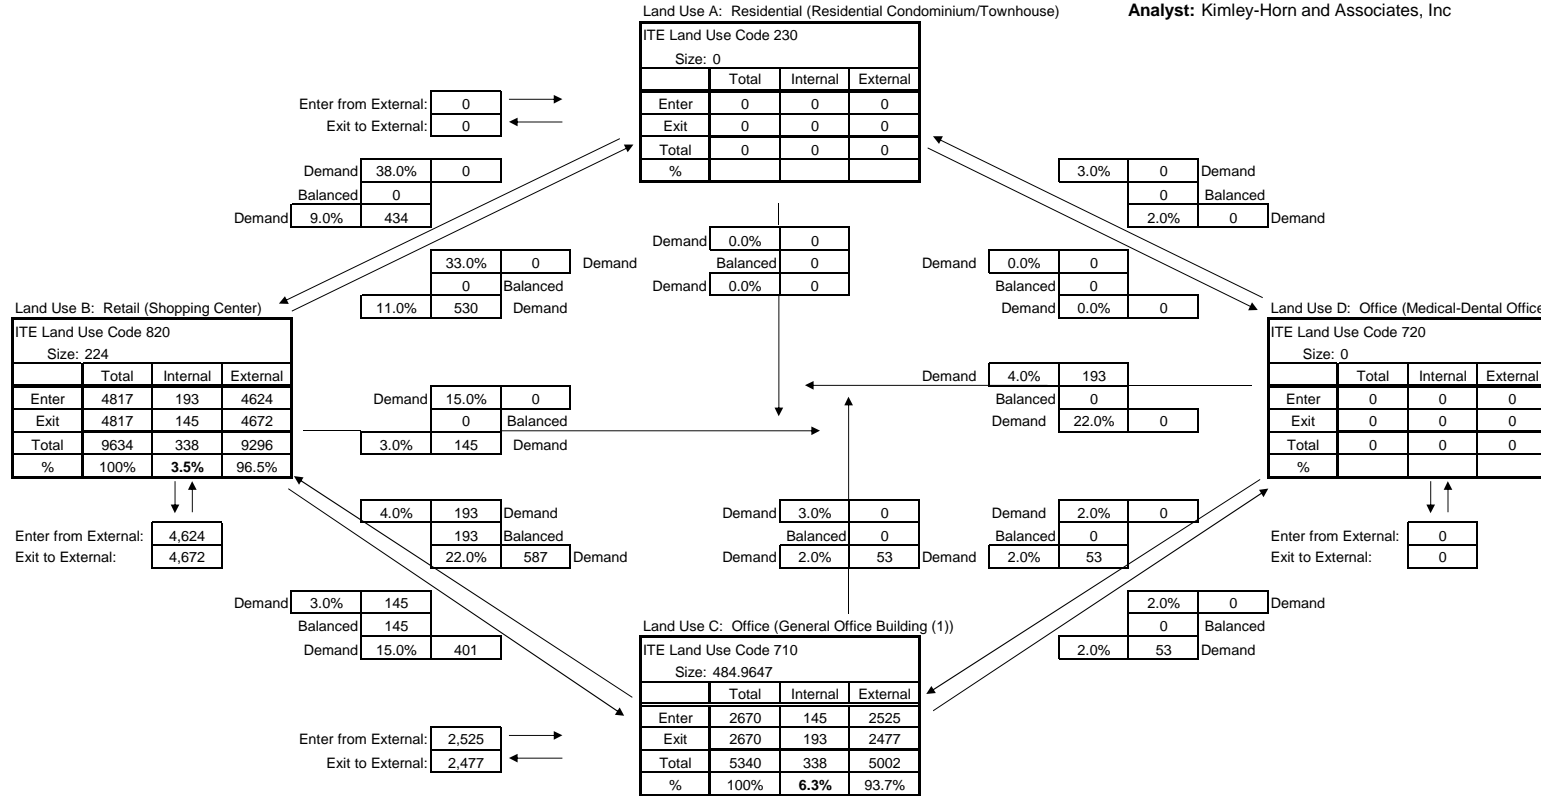 Land Use A: Residential (Residential Condominium/Townhouse)
Analyst: Kimley-Horn and Associates, Inc
ITE Land Use Code 230
Size: 0
Total Internal External
Enter 0 0 0
Exit 0 0 0
Total 0 0 0
%
Enter from External: 0
Exit to External: 0
Demand 38.0% 0
Balanced 0
Demand 9.0% 434
3.0% 0 Demand
0 Balanced
2.0% 0 Demand
33.0% 0 Demand
0 Balanced
11.0% 530 Demand
Demand 0.0% 0
Balanced 0
Demand 0.0% 0
Demand 0.0% 0
Balanced 0
Demand 0.0% 0
Land Use B: Retail (Shopping Center)
ITE Land Use Code 820
Size: 224
Total Internal External
Enter 4817 193 4624
Exit 4817 145 4672
Total 9634 338 9296
% 100% 3.5% 96.5%
Enter from External: 4,624
Exit to External: 4,672
Demand 15.0% 0
0 Balanced
3.0% 145 Demand
Demand 4.0% 193
Balanced 0
Demand 22.0% 0
Land Use D: Office (Medical-Dental Office
ITE Land Use Code 720
Size: 0
Total Internal External
Enter 0 0 0
Exit 0 0 0
Total 0 0 0
%
Enter from External: 0
Exit to External: 0
4.0% 193 Demand
193 Balanced
22.0% 587 Demand
Demand 3.0% 0
Balanced 0
Demand 2.0% 53
Demand 2.0% 0
Balanced 0
Demand 2.0% 53
Demand 3.0% 145
Balanced 145
Demand 15.0% 401
2.0% 0 Demand
0 Balanced
2.0% 53 Demand
Land Use C: Office (General Office Building (1))
ITE Land Use Code 710
Size: 484.9647
Total Internal External
Enter 2670 145 2525
Exit 2670 193 2477
Total 5340 338 5002
% 100% 6.3% 93.7%
Enter from External: 2,525
Exit to External: 2,477